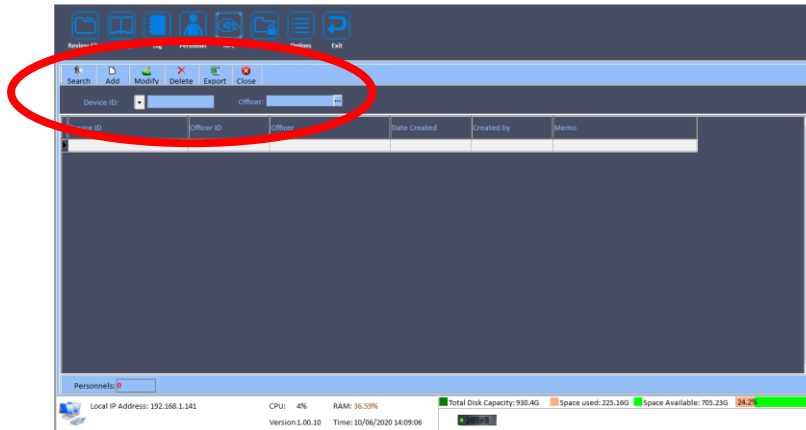 Review
Personnel
Options
Exit
Search Add Modify Delete Export Close
Device ID: Officer:
Device ID Officer ID Officer Date Created Created by Memo
Personnels: 0
Local IP Address: 192.168.1.141 CPU: 4% RAM: 36.59% Total Disk Capacity: 930.4G Space used: 225.16G Space Available: 705.23G 24.2%
Version:1.00.10 Time: 10/06/2020 14:09:06